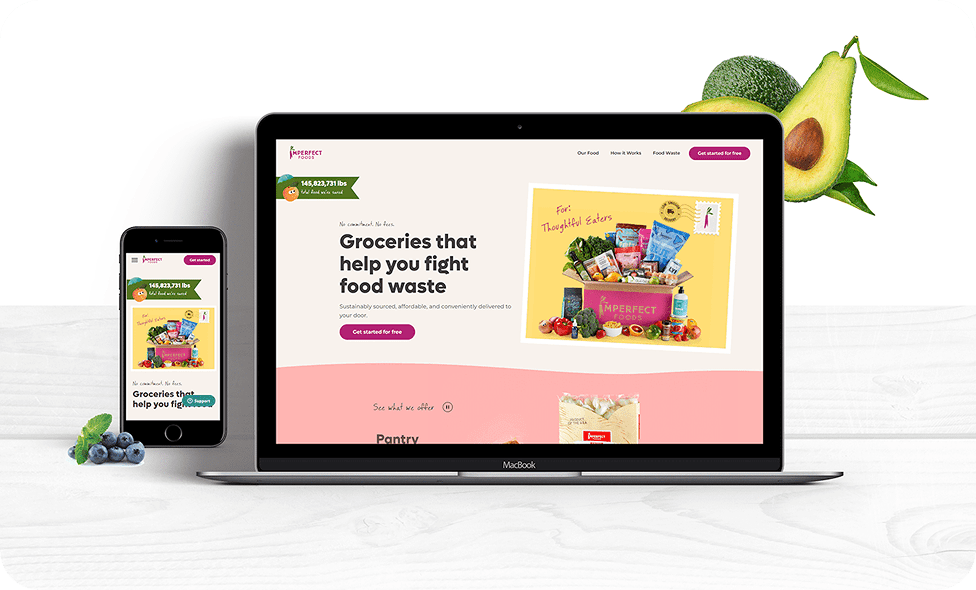 IMPERFECT
FOODS
Our Food
How it Works
Food Waste
Get started for free
145,823,731 lbs
total food we've saved
No commitment. No fees.
Groceries that
help you fight
food waste
Sustainably sourced, affordable, and conveniently delivered to
your door.
Get started for free
For:
Thoughtful Eaters
IMPERFECT
FOODS
See what we offer
Pantry
MacBook
IMPERFECT
FOODS
Get started
145,823,731 lbs
total food we've saved
For:
Thoughtful Eaters
IMPERFECT
No commitment. No fees.
Groceries that
help you fig
Support